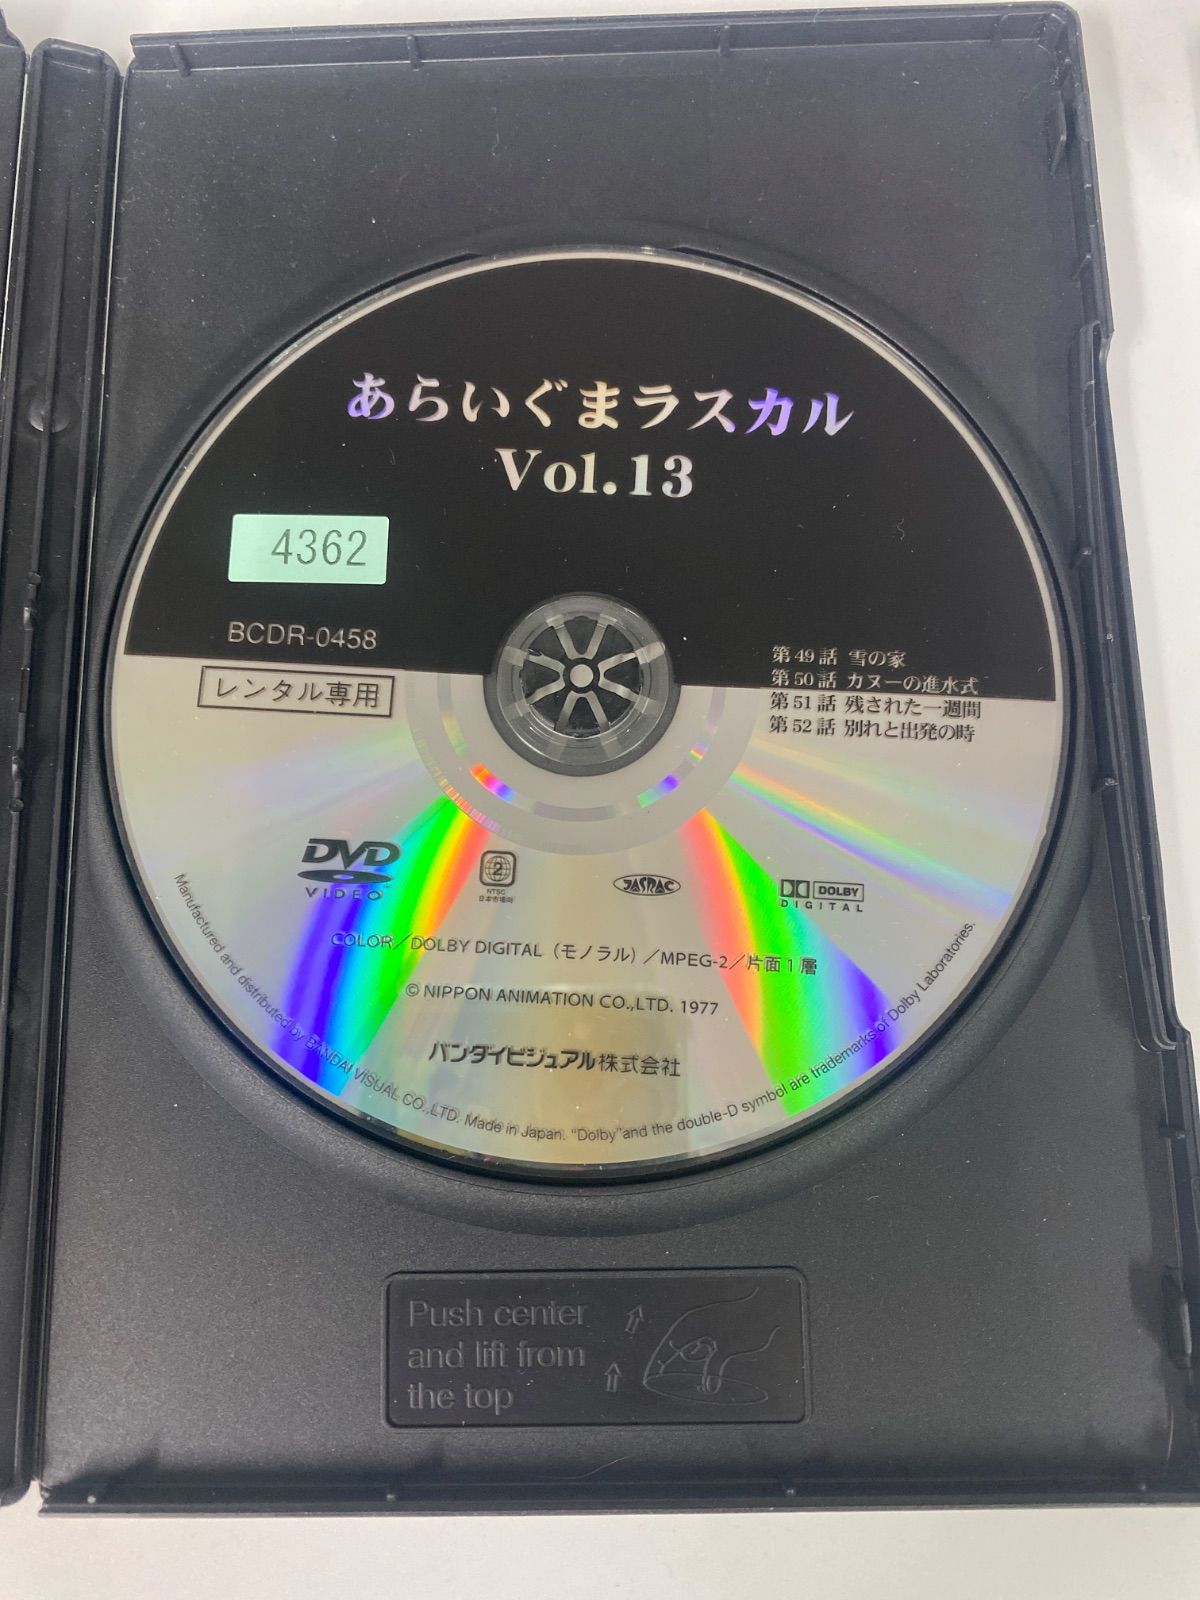 あらいぐまラスカル
Vol.13
4362
BCDR-0458
レンタル専用
第49話 雪の家
第50話 カヌーの進水式
第51話 残された一週間
第52話 別れと出発の時
DVD
VIDEO
2
NTSC
日本市場向
JASRAC
DOLBY
DIGITAL
COLOR／DOLBY DIGITAL（モノラル）／MPEG-2／片面1層
© NIPPON ANIMATION CO.,LTD. 1977
バンダイビジュアル株式会社
Manufactured and distributed by BANDAI VISUAL CO.,LTD. Made in Japan. "Dolby"and the double-D symbol are trademarks of Dolby Laboratories.
Push center
and lift from
the top